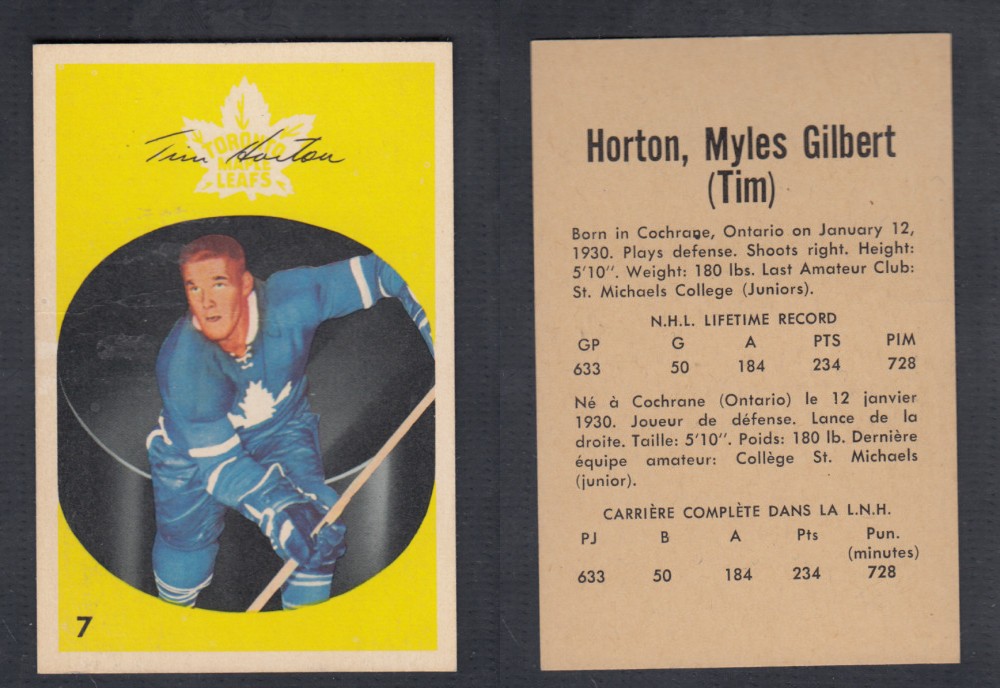 TORONTO
MAPLE
LEAFS
Tim Horton
7
Horton, Myles Gilbert
(Tim)
Born in Cochrane, Ontario on January 12,
1930. Plays defense. Shoots right. Height:
5'10". Weight: 180 lbs. Last Amateur Club:
St. Michaels College (Juniors).
N.H.L. LIFETIME RECORD
GP G A PTS PIM
633 50 184 234 728
Né à Cochrane (Ontario) le 12 janvier
1930. Joueur de défense. Lance de la
droite. Taille: 5'10". Poids: 180 lb. Dernière
équipe amateur: Collège St. Michaels
(junior).
CARRIÈRE COMPLÈTE DANS LA L.N.H.
PJ B A Pts Pun.
(minutes)
633 50 184 234 728